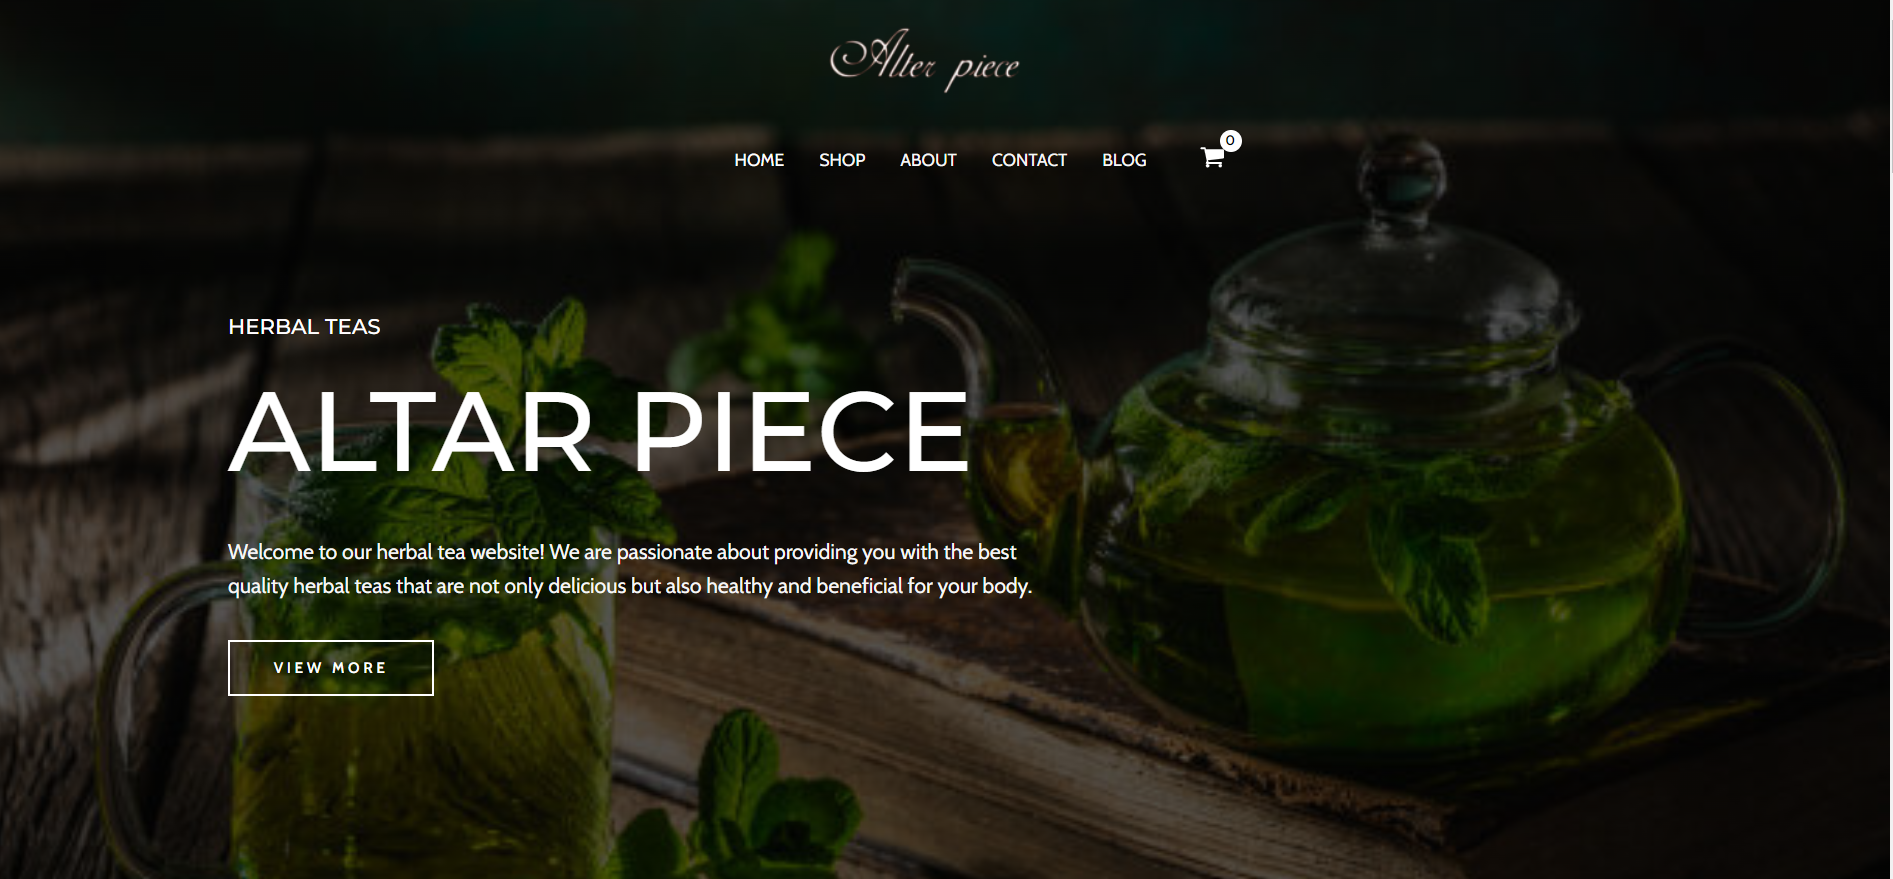 Alter piece
HOME SHOP ABOUT CONTACT BLOG 0
HERBAL TEAS
ALTAR PIECE
Welcome to our herbal tea website! We are passionate about providing you with the best
quality herbal teas that are not only delicious but also healthy and beneficial for your body.
VIEW MORE